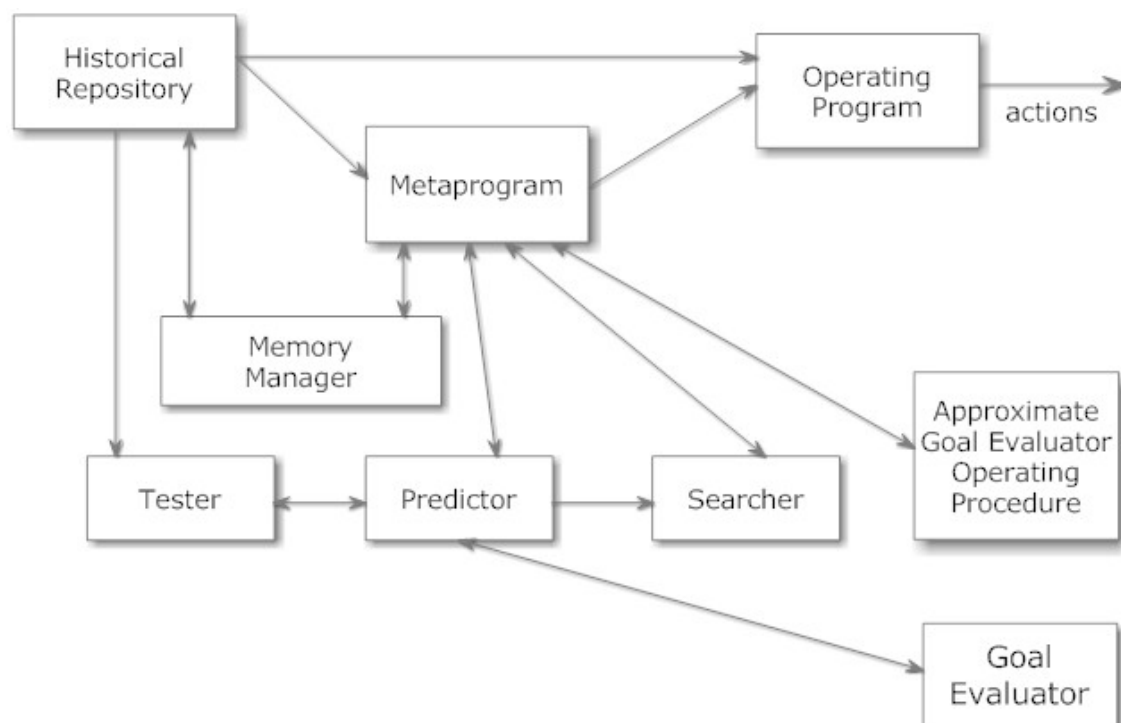 Historical
Repository
Operating
Program
actions
Metaprogram
Memory
Manager
Approximate
Goal Evaluator
Operating
Procedure
Tester
Predictor
Searcher
Goal
Evaluator